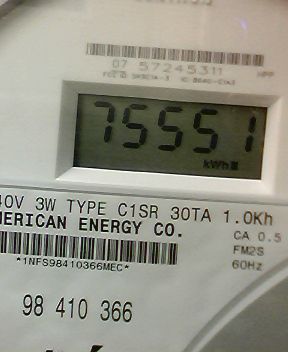 07 57245311
75551
kWh
40V 3W TYPE C1SR 30TA 1.0Kh
MERICAN ENERGY CO.
CA 0.5
FM2S
60Hz
*1NFS98410366MEC*
98 410 366